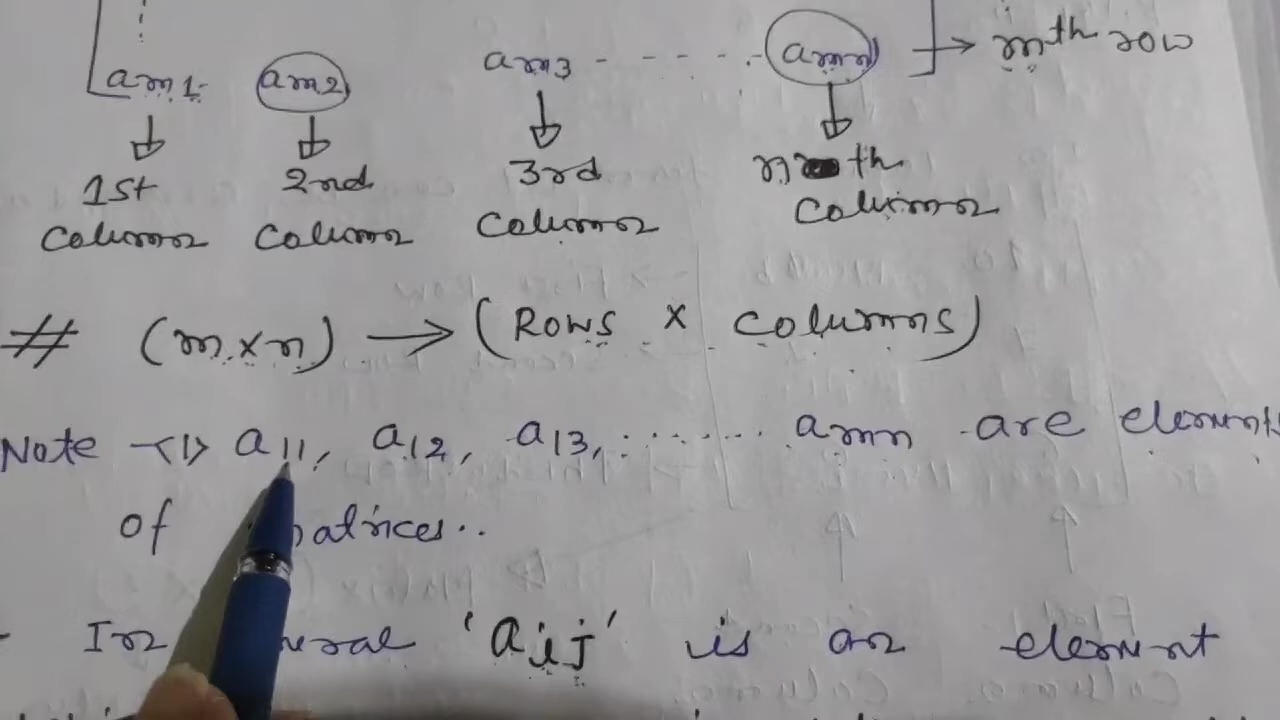 am1 am2 am3 - - - - - amn → mth row
1st 2nd 3rd nth
column column column column
# (m×n) → (Rows × columns)
Note -<1> a11, a12, a13, ....... amn are elements
of matrices..
In general 'aij' is an element